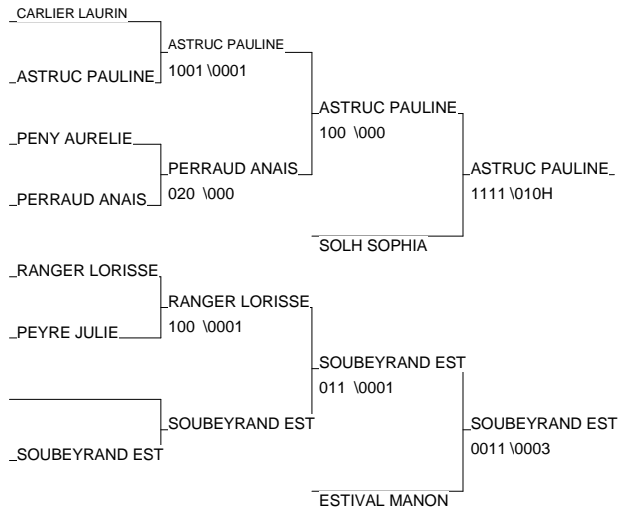 CARLIER LAURIN
ASTRUC PAULINE
1001 \0001
ASTRUC PAULINE
ASTRUC PAULINE
100 \000
PENY AURELIE
PERRAUD ANAIS
020 \000
PERRAUD ANAIS
ASTRUC PAULINE
1111 \010H
SOLH SOPHIA
RANGER LORISSE
RANGER LORISSE
100 \0001
PEYRE JULIE
SOUBEYRAND EST
011 \0001
SOUBEYRAND EST
SOUBEYRAND EST
SOUBEYRAND EST
0011 \0003
ESTIVAL MANON